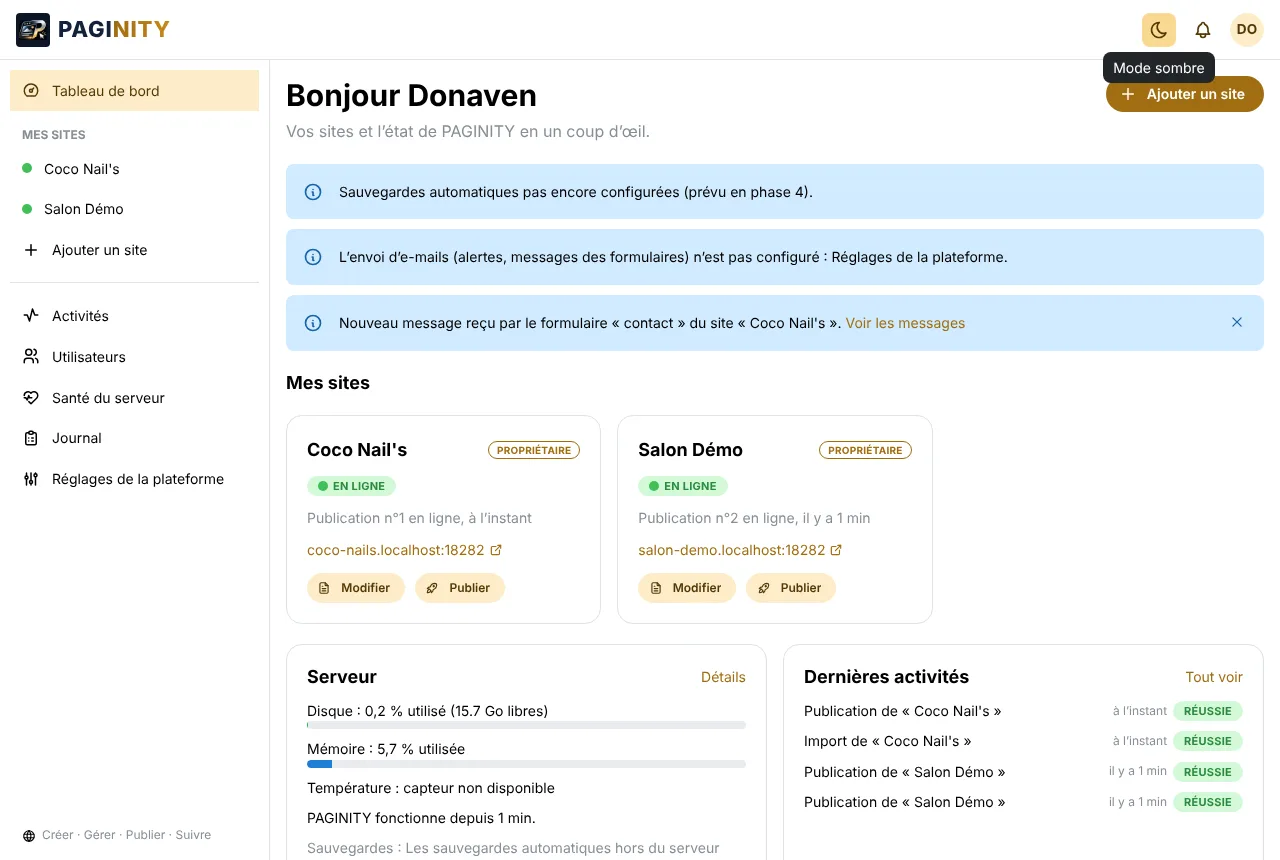 PAGINITY
DO
Mode sombre
Tableau de bord
MES SITES
Coco Nail's
Salon Démo
Ajouter un site
Activités
Utilisateurs
Santé du serveur
Journal
Réglages de la plateforme
Créer · Gérer · Publier · Suivre
Bonjour Donaven
Ajouter un site
Vos sites et l’état de PAGINITY en un coup d’œil.
Sauvegardes automatiques pas encore configurées (prévu en phase 4).
L’envoi d’e-mails (alertes, messages des formulaires) n’est pas configuré : Réglages de la plateforme.
Nouveau message reçu par le formulaire « contact » du site « Coco Nail's ». Voir les messages
Mes sites
Coco Nail's PROPRIÉTAIRE
EN LIGNE
Publication n°1 en ligne, à l’instant
coco-nails.localhost:18282
Modifier Publier
Salon Démo PROPRIÉTAIRE
EN LIGNE
Publication n°2 en ligne, il y a 1 min
salon-demo.localhost:18282
Modifier Publier
Serveur Détails
Disque : 0,2 % utilisé (15.7 Go libres)
Mémoire : 5,7 % utilisée
Température : capteur non disponible
PAGINITY fonctionne depuis 1 min.
Sauvegardes : Les sauvegardes automatiques hors du serveur
Dernières activités Tout voir
Publication de « Coco Nail's » à l’instant RÉUSSIE
Import de « Coco Nail's » à l’instant RÉUSSIE
Publication de « Salon Démo » il y a 1 min RÉUSSIE
Publication de « Salon Démo » il y a 1 min RÉUSSIE